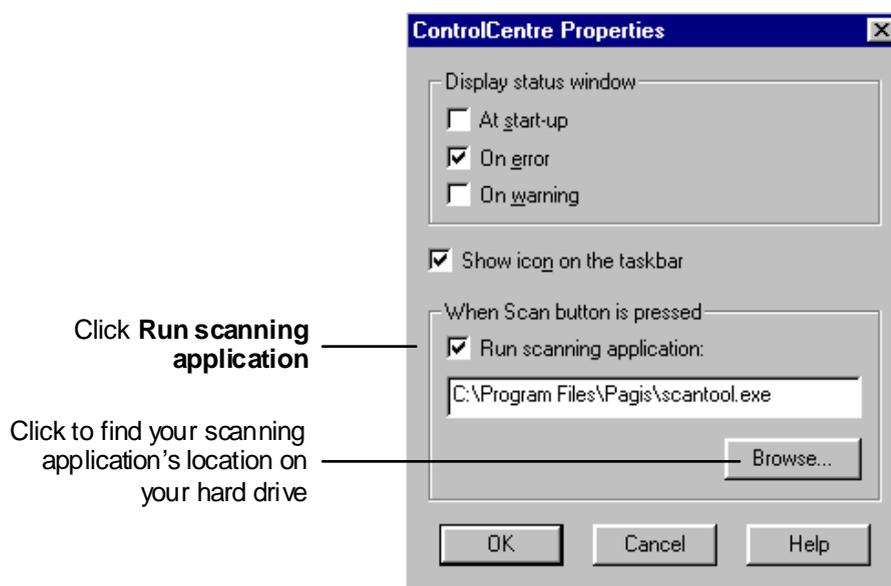 ControlCentre Properties
Display status window
At start-up
On error
On warning
Show icon on the taskbar
When Scan button is pressed
Click Run scanning
application
Run scanning application:
C:\Program Files\Pagis\scantool.exe
Click to find your scanning
application’s location on
your hard drive
Browse...
OK
Cancel
Help